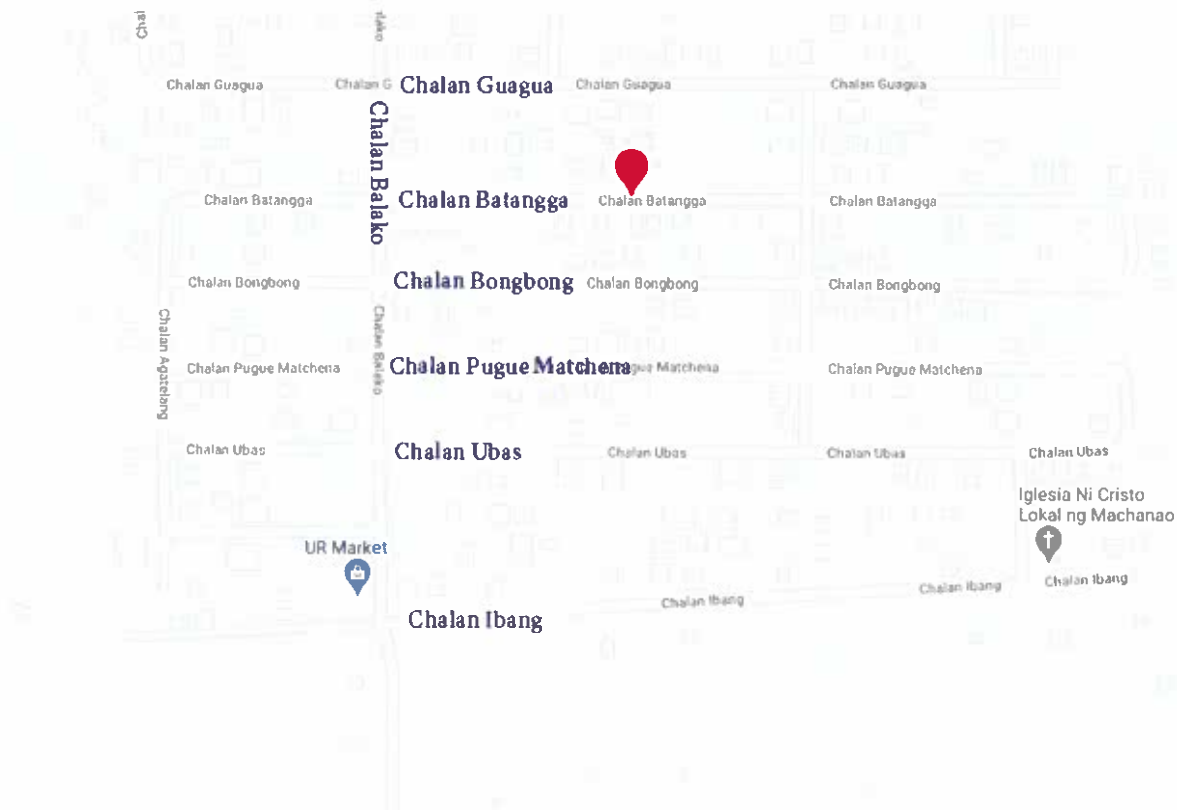 Chal
lako
Chalan Guagua
Chalan G
Chalan Guagua
Chalan Guagua
Chalan Guagua
Chalan Balako
Chalan Batangga
Chalan Batangga
Chalan Batangga
Chalan Batangga
Chalan Bongbong
Chalan Bongbong
Chalan Bongbong
Chalan Bongbong
Chalan Agatelang
Chalan Balako
Chalan Pugue Matchena
Chalan Pugue Matchena
Matchena
Chalan Pugue Matchena
Chalan Ubas
Chalan Ubas
Chalan Ubas
Chalan Ubas
Chalan Ubas
Iglesia Ni Cristo
Lokal ng Machanao
UR Market
Chalan Ibang
Chalan Ibang
Chalan Ibang
Chalan Ibang